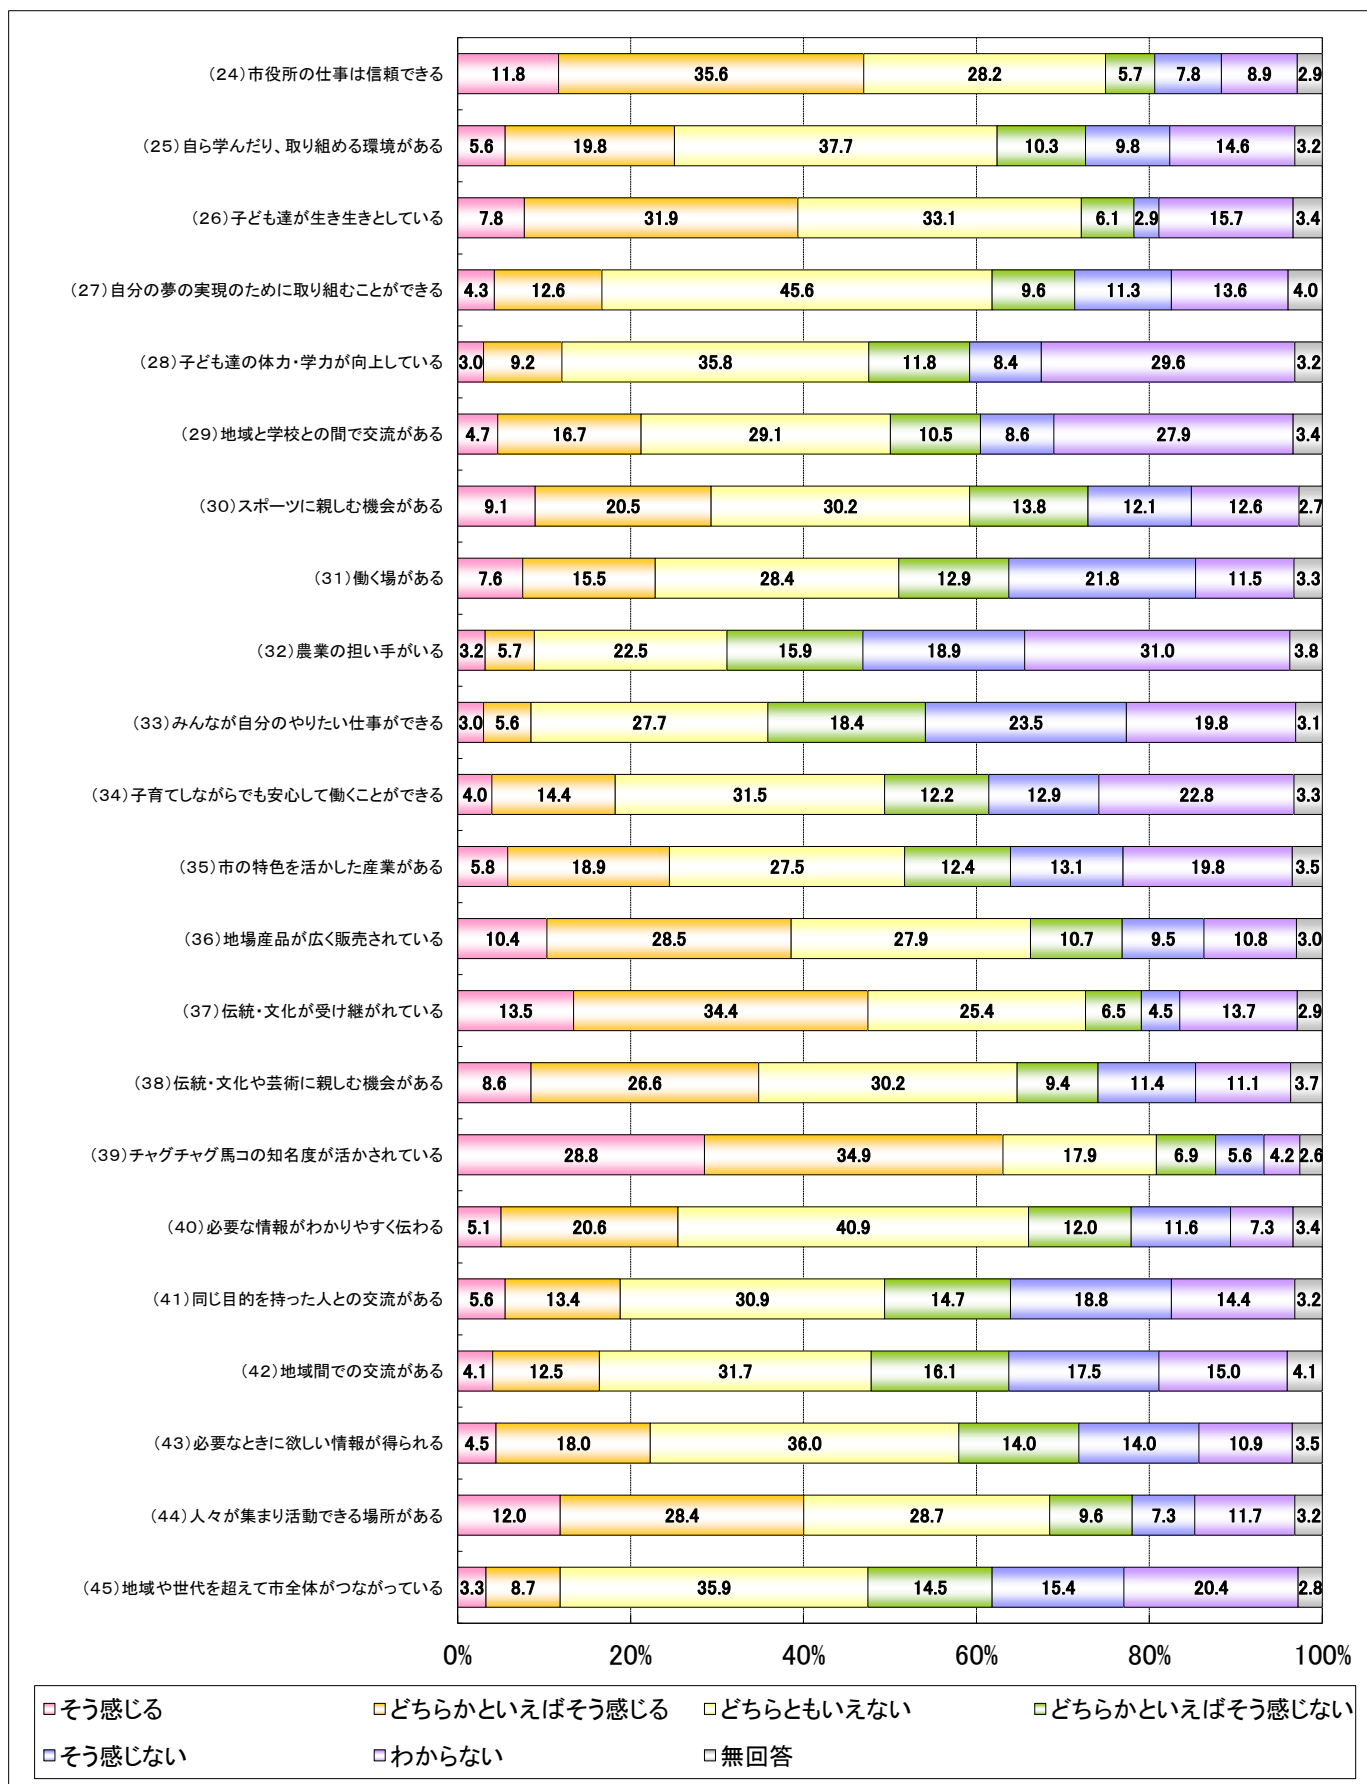 (24)市役所の仕事は信頼できる 11.8 35.6 28.2 5.7 7.8 8.9 2.9
(25)自ら学んだり、取り組める環境がある 5.6 19.8 37.7 10.3 9.8 14.6 3.2
(26)子ども達が生き生きとしている 7.8 31.9 33.1 6.1 2.9 15.7 3.4
(27)自分の夢の実現のために取り組むことができる 4.3 12.6 45.6 9.6 11.3 13.6 4.0
(28)子ども達の体力・学力が向上している 3.0 9.2 35.8 11.8 8.4 29.6 3.2
(29)地域と学校との間で交流がある 4.7 16.7 29.1 10.5 8.6 27.9 3.4
(30)スポーツに親しむ機会がある 9.1 20.5 30.2 13.8 12.1 12.6 2.7
(31)働く場がある 7.6 15.5 28.4 12.9 21.8 11.5 3.3
(32)農業の担い手がいる 3.2 5.7 22.5 15.9 18.9 31.0 3.8
(33)みんなが自分のやりたい仕事ができる 3.0 5.6 27.7 18.4 23.5 19.8 3.1
(34)子育てしながらでも安心して働くことができる 4.0 14.4 31.5 12.2 12.9 22.8 3.3
(35)市の特色を活かした産業がある 5.8 18.9 27.5 12.4 13.1 19.8 3.5
(36)地場産品が広く販売されている 10.4 28.5 27.9 10.7 9.5 10.8 3.0
(37)伝統・文化が受け継がれている 13.5 34.4 25.4 6.5 4.5 13.7 2.9
(38)伝統・文化や芸術に親しむ機会がある 8.6 26.6 30.2 9.4 11.4 11.1 3.7
(39)チャグチャグ馬コの知名度が活かされている 28.8 34.9 17.9 6.9 5.6 4.2 2.6
(40)必要な情報がわかりやすく伝わる 5.1 20.6 40.9 12.0 11.6 7.3 3.4
(41)同じ目的を持った人との交流がある 5.6 13.4 30.9 14.7 18.8 14.4 3.2
(42)地域間での交流がある 4.1 12.5 31.7 16.1 17.5 15.0 4.1
(43)必要なときに欲しい情報が得られる 4.5 18.0 36.0 14.0 14.0 10.9 3.5
(44)人々が集まり活動できる場所がある 12.0 28.4 28.7 9.6 7.3 11.7 3.2
(45)地域や世代を超えて市全体がつながっている 3.3 8.7 35.9 14.5 15.4 20.4 2.8
0% 20% 40% 60% 80% 100%
そう感じる どちらかといえばそう感じる どちらともいえない どちらかといえばそう感じない
そう感じない わからない 無回答